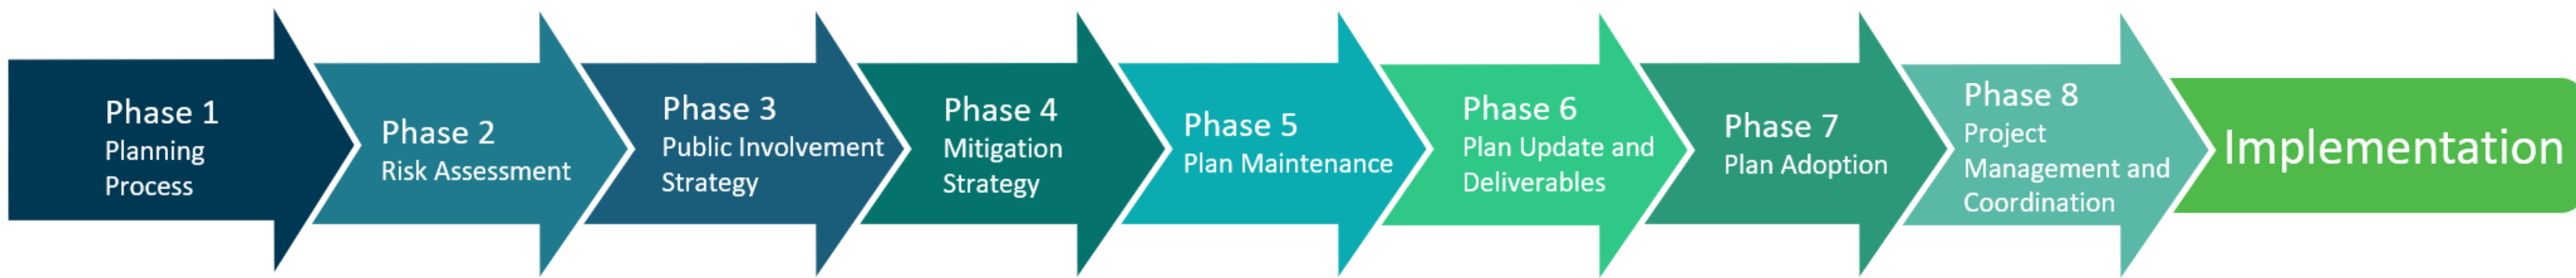 Phase 1
Planning
Process
Phase 2
Risk Assessment
Phase 3
Public Involvement
Strategy
Phase 4
Mitigation
Strategy
Phase 5
Plan Maintenance
Phase 6
Plan Update and
Deliverables
Phase 7
Plan Adoption
Phase 8
Project
Management and
Coordination
Implementation